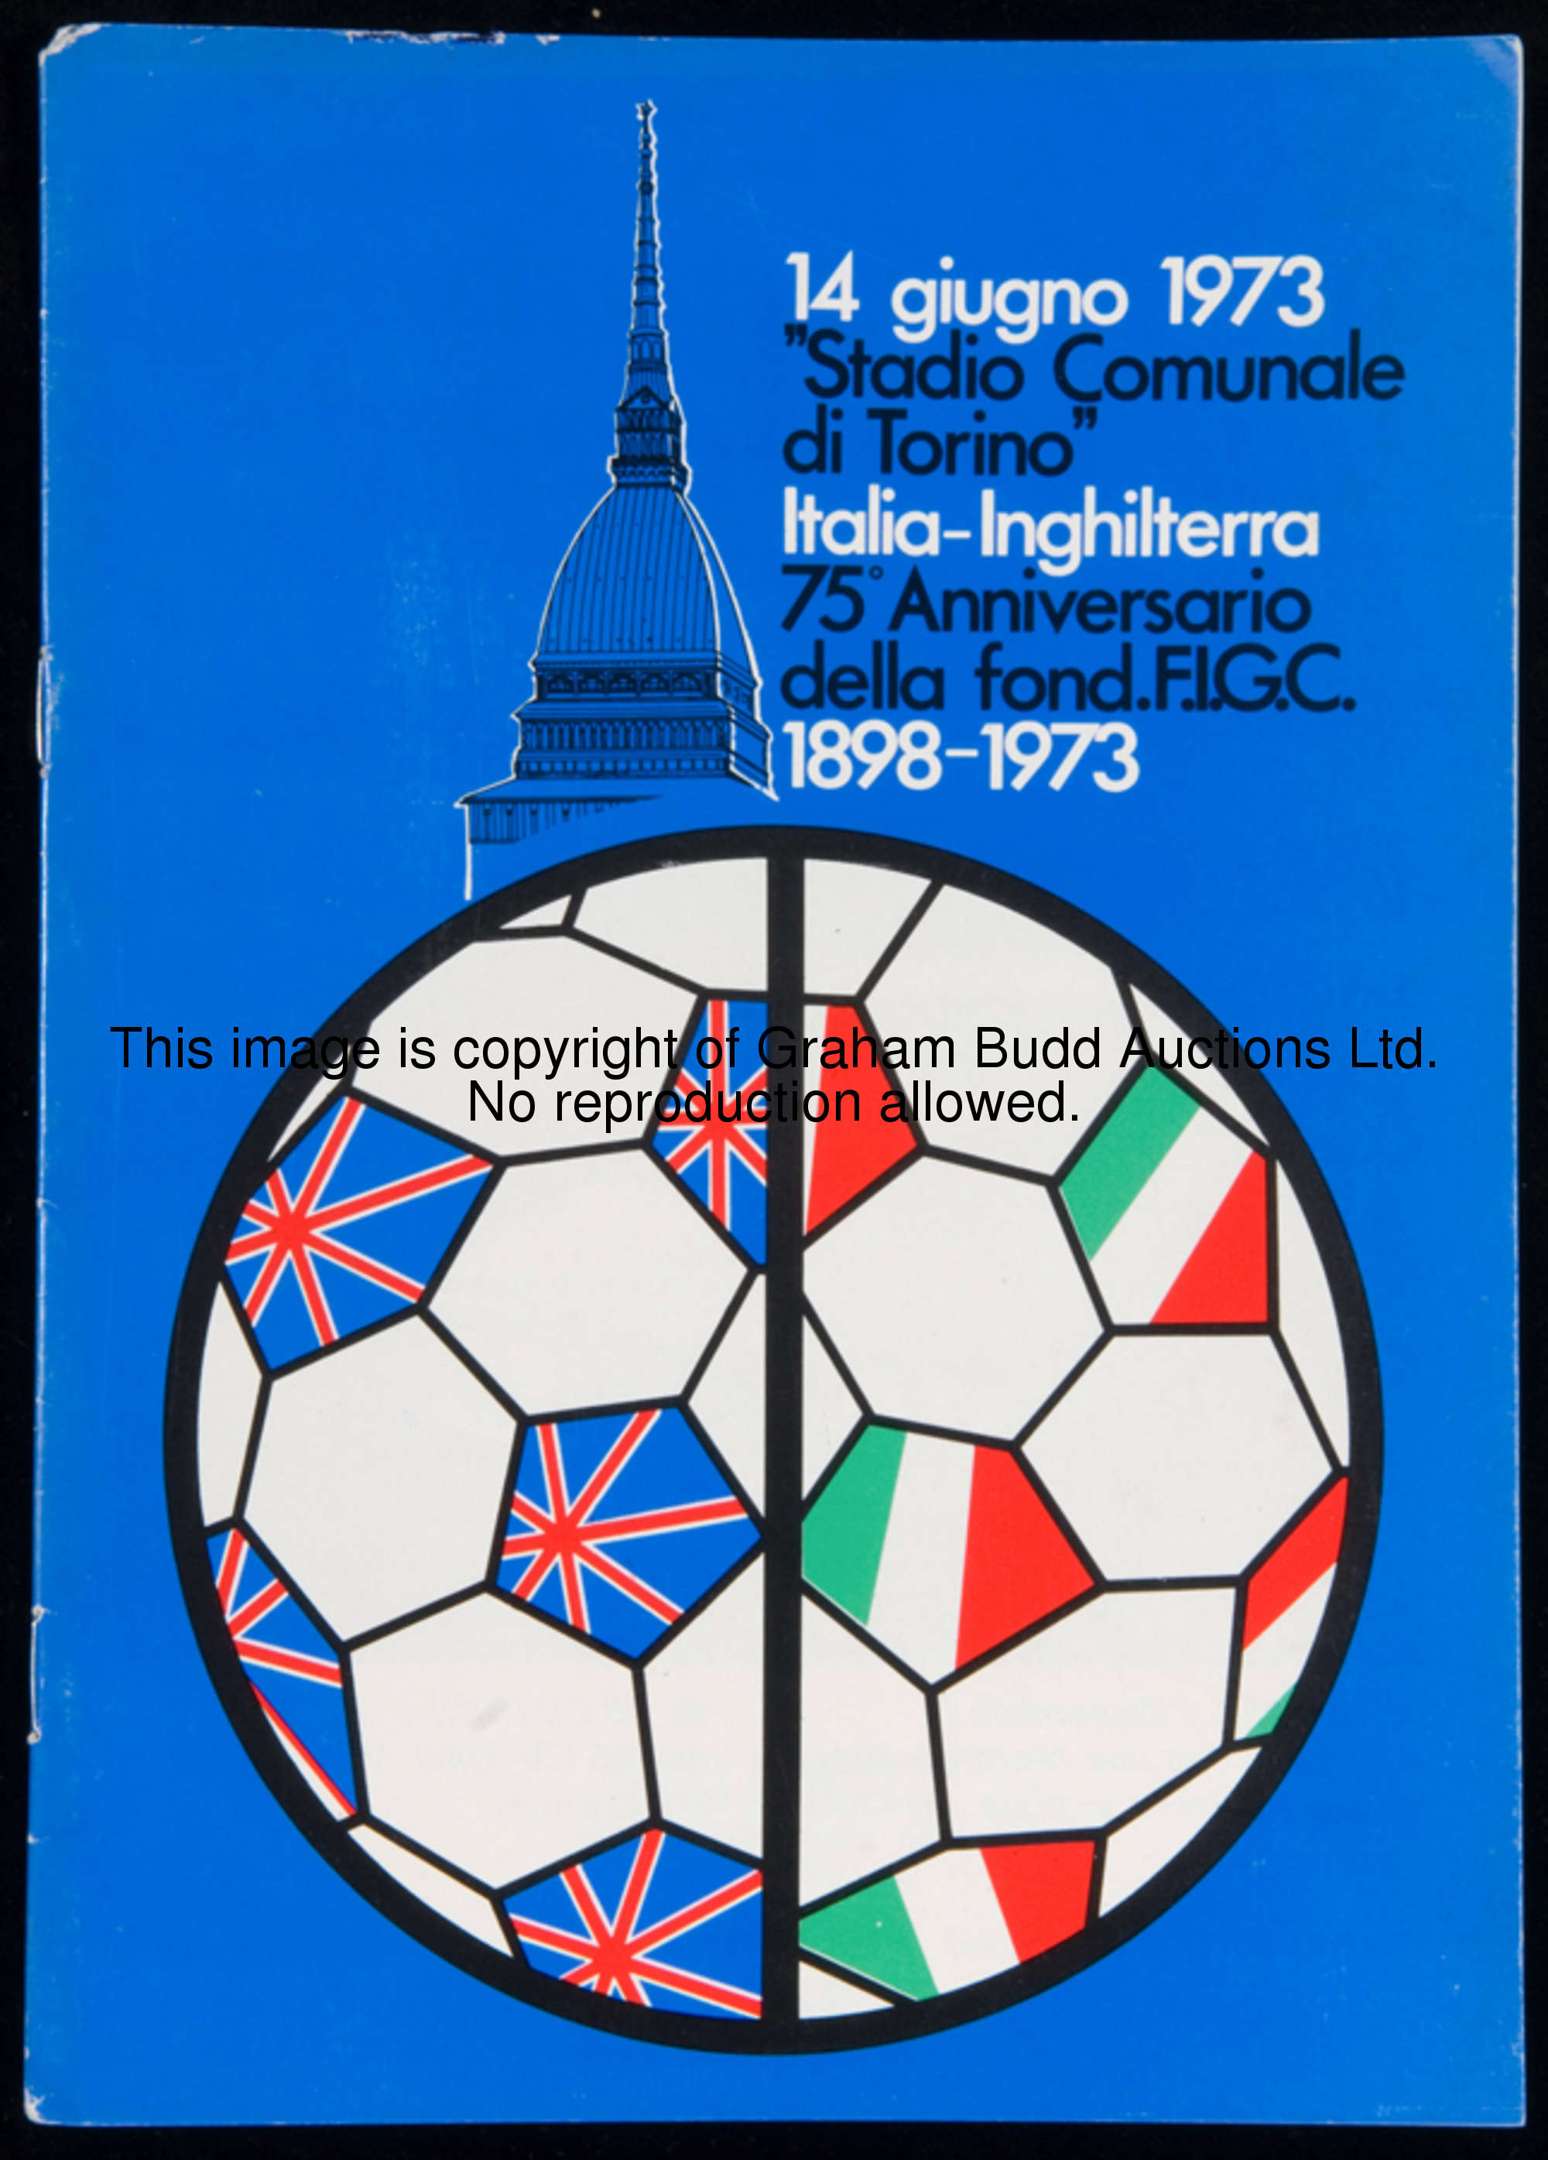 14 giugno 1973
"Stadio Comunale
di Torino"
Italia-Inghilterra
75° Anniversario
della fond.F.I.G.C.
1898-1973
This image is copyright of Graham Budd Auctions Ltd.
No reproduction allowed.